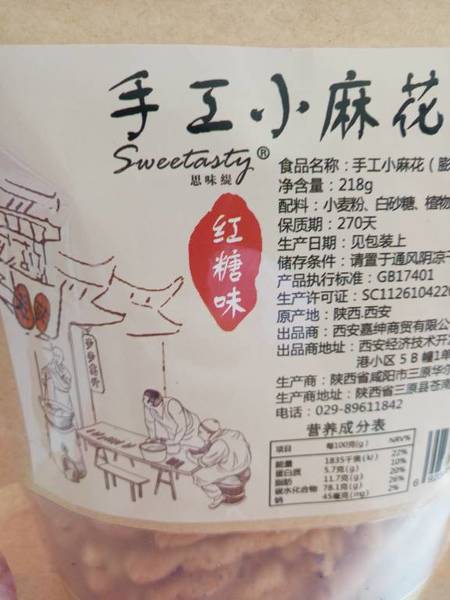 手工小麻花
Sweetasty®
思味缇
红糖味
食品名称：手工小麻花（膨
净含量：218g
配料：小麦粉、白砂糖、植物
保质期：270天
生产日期：见包装上
储存条件：请置于通风阴凉干
产品执行标准：GB17401
生产许可证：SC1126104226
原产地：陕西.西安
出品商：西安嘉绅商贸有限公
出品商地址：西安经济技术开
港小区5B幢1单
生产商：陕西省咸阳市三原华
生产商地址：陕西省三原县
电话：029-89611842
营养成分表
项目 每100克(g) NRV%
能量 1835千焦(kJ) 22%
蛋白质 5.7克(g) 10%
脂肪 11.7克(g) 20%
碳水化合物 78.1克(g) 26%
钠 45毫克(mg) 2%